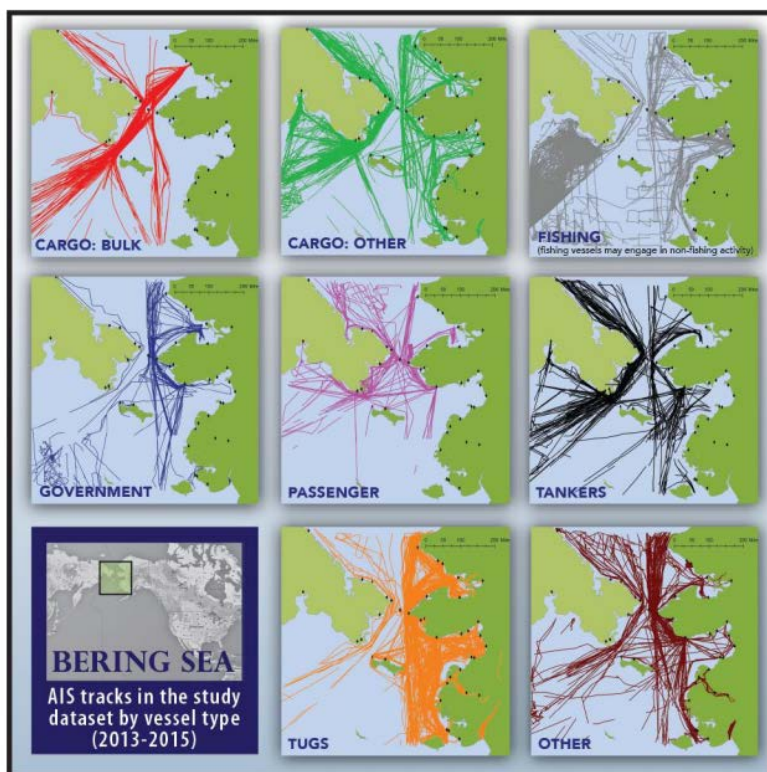 CARGO: BULK
CARGO: OTHER
FISHING
(fishing vessels may engage in non-fishing activity)
GOVERNMENT
PASSENGER
TANKERS
BERING SEA
AIS tracks in the study
dataset by vessel type
(2013-2015)
TUGS
OTHER